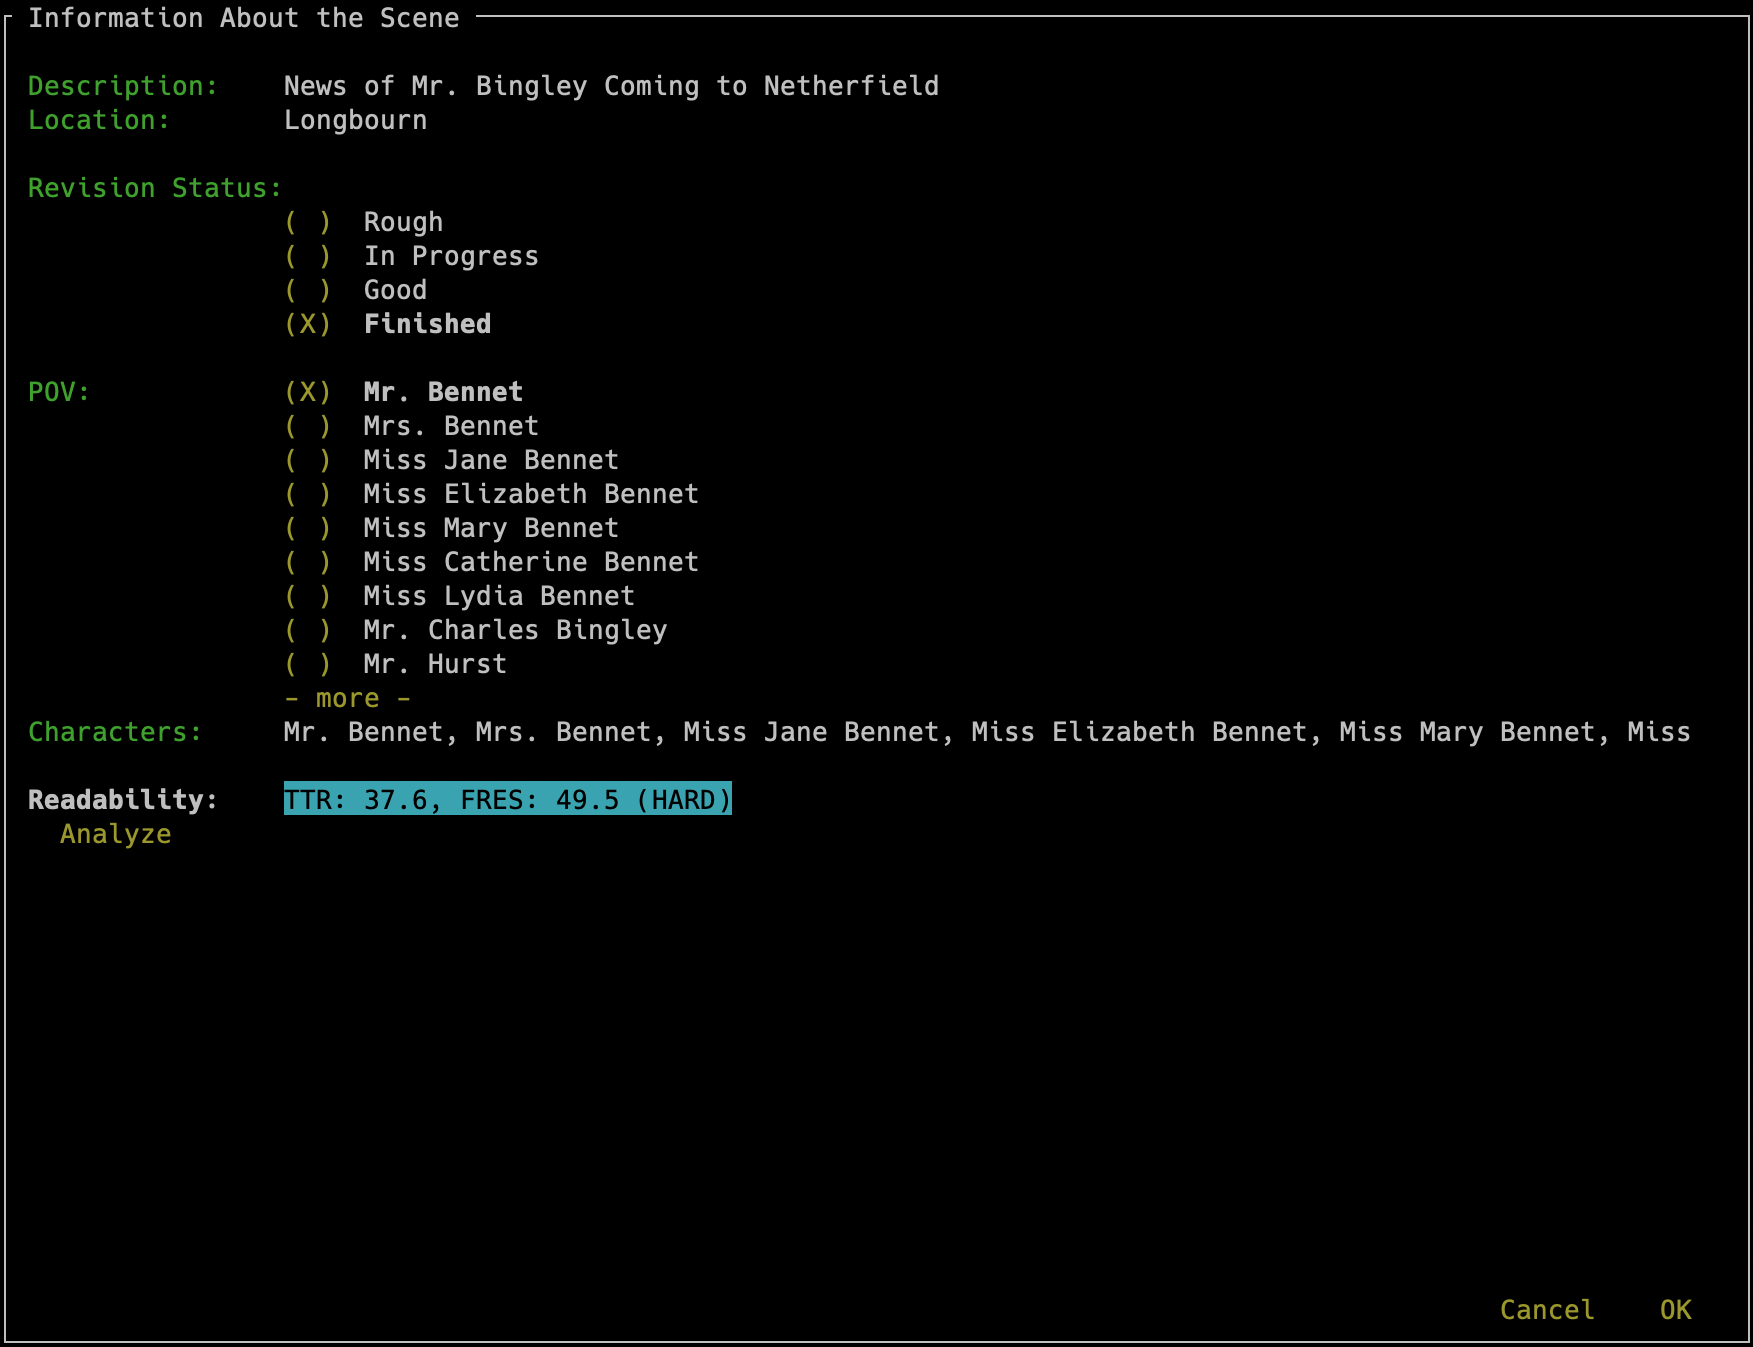 Information About the Scene
Description: News of Mr. Bingley Coming to Netherfield
Location: Longbourn
Revision Status:
( ) Rough
( ) In Progress
( ) Good
(X) Finished
POV: (X) Mr. Bennet
( ) Mrs. Bennet
( ) Miss Jane Bennet
( ) Miss Elizabeth Bennet
( ) Miss Mary Bennet
( ) Miss Catherine Bennet
( ) Miss Lydia Bennet
( ) Mr. Charles Bingley
( ) Mr. Hurst
- more -
Characters: Mr. Bennet, Mrs. Bennet, Miss Jane Bennet, Miss Elizabeth Bennet, Miss Mary Bennet, Miss
Readability: TTR: 37.6, FRES: 49.5 (HARD)
Analyze
Cancel OK